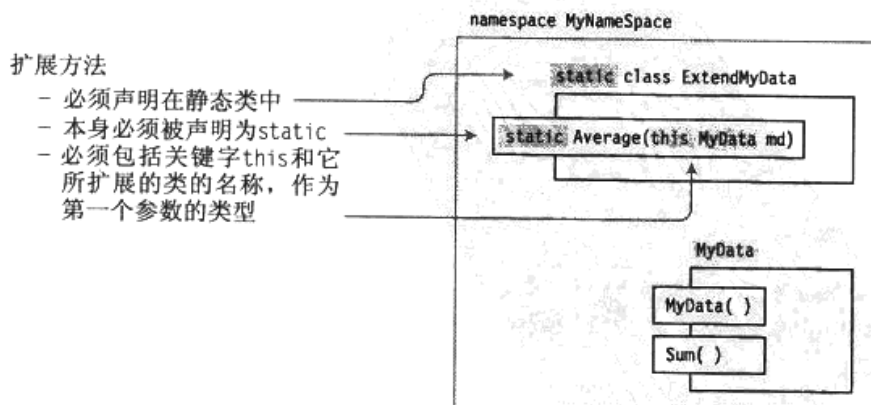 namespace MyNameSpace
扩展方法
- 必须声明在静态类中
- 本身必须被声明为static
- 必须包括关键字this和它
所扩展的类的名称，作为
第一个参数的类型
static class ExtendMyData
static Average(this MyData md)
MyData
MyData( )
Sum( )